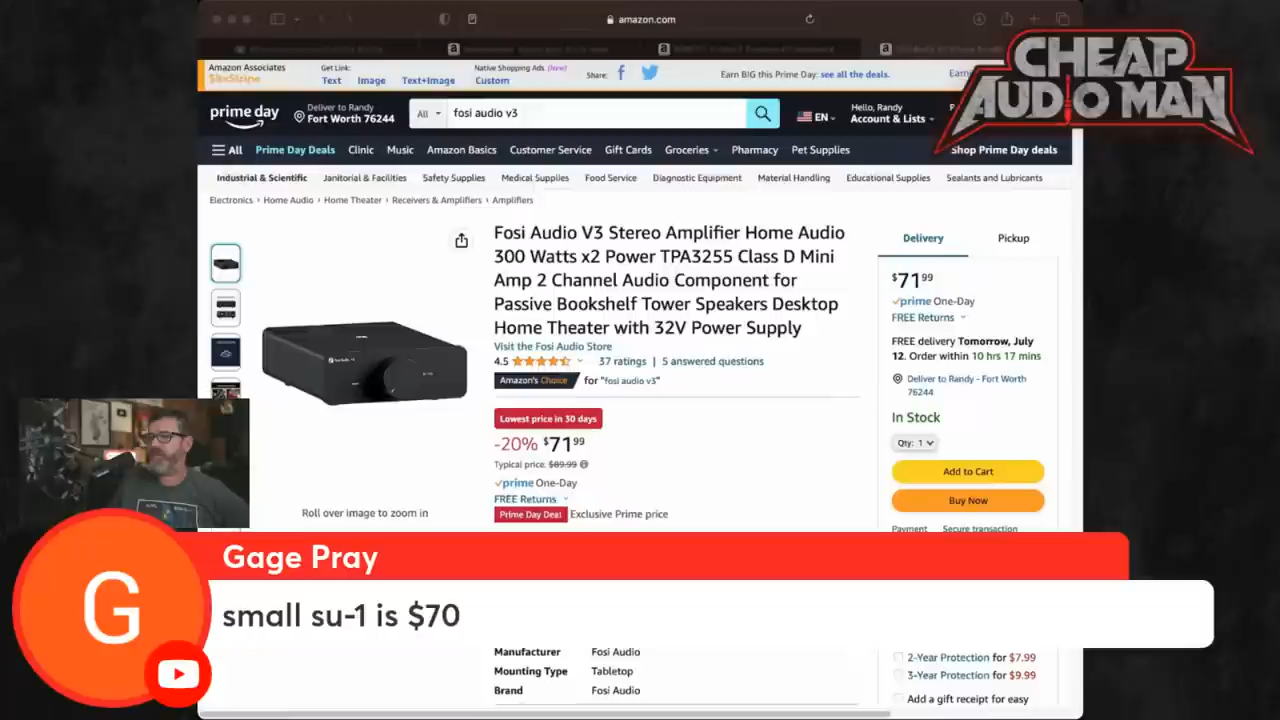 amazon.com
CHEAP
AUDIO MAN
Amazon Associates
Get Link:
Text
Image
Text+Image
Native Shopping Ads
Custom
Share:
Earn BIG this Prime Day: see all the deals.
prime day
Deliver to Randy
Fort Worth 76244
All
fosi audio v3
EN
Hello, Randy
Account & Lists
All
Prime Day Deals
Clinic
Music
Amazon Basics
Customer Service
Gift Cards
Groceries
Pharmacy
Pet Supplies
Shop Prime Day deals
Industrial & Scientific
Janitorial & Facilities
Safety Supplies
Medical Supplies
Food Service
Diagnostic Equipment
Material Handling
Educational Supplies
Sealants and Lubricants
Electronics › Home Audio › Home Theater › Receivers & Amplifiers › Amplifiers
Fosi Audio V3 Stereo Amplifier Home Audio
300 Watts x2 Power TPA3255 Class D Mini
Amp 2 Channel Audio Component for
Passive Bookshelf Tower Speakers Desktop
Home Theater with 32V Power Supply
Visit the Fosi Audio Store
4.5
37 ratings | 5 answered questions
Amazon's Choice for "fosi audio v3"
Lowest price in 30 days
-20% $71 99
Typical price: $89.99
prime One-Day
FREE Returns
Prime Day Deal Exclusive Prime price
Roll over image to zoom in
Delivery
Pickup
$71 99
prime One-Day
FREE Returns
FREE delivery Tomorrow, July
12. Order within 10 hrs 17 mins
Deliver to Randy - Fort Worth
76244
In Stock
Qty: 1
Add to Cart
Buy Now
Payment
Secure transaction
G
Gage Pray
small su-1 is $70
Manufacturer Fosi Audio
Mounting Type Tabletop
Brand Fosi Audio
2-Year Protection for $7.99
3-Year Protection for $9.99
Add a gift receipt for easy